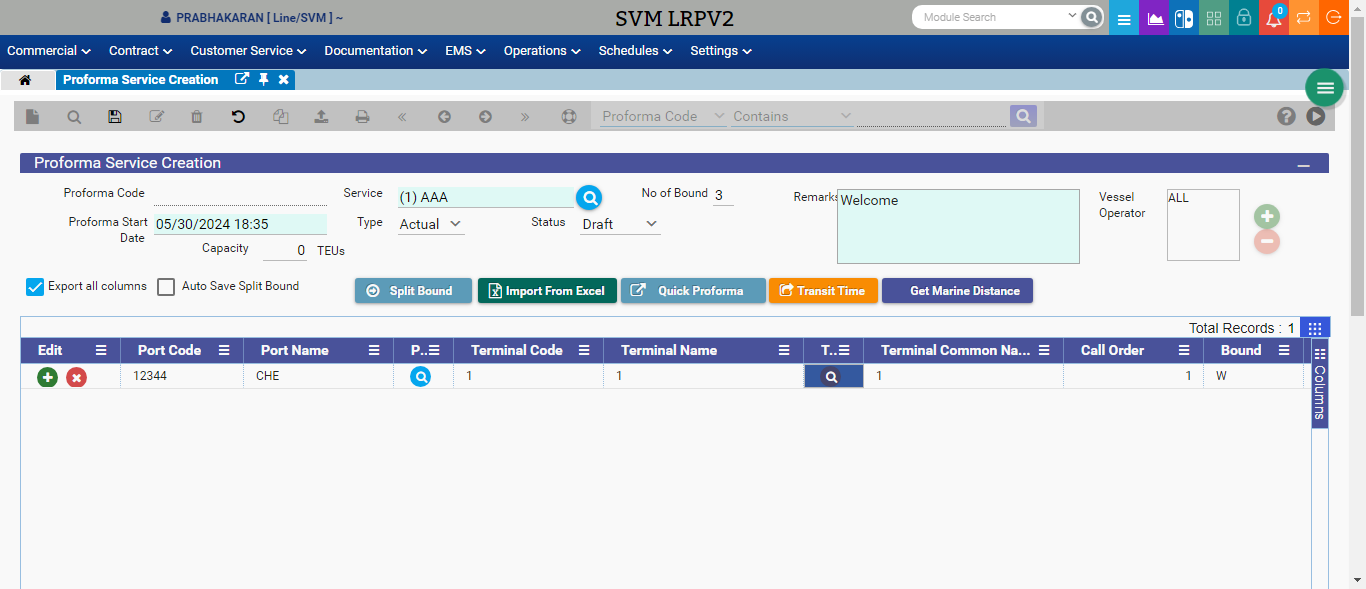 PRABHAKARAN [ Line/SVM ] ~
SVM LRPV2
Module Search
0
Commercial
Contract
Customer Service
Documentation
EMS
Operations
Schedules
Settings
Proforma Service Creation
Proforma Code
Contains
Proforma Service Creation
Proforma Code
Service
(1) AAA
No of Bound
3
Remarks
Welcome
Vessel
Operator
ALL
Proforma Start
Date
05/30/2024 18:35
Type
Actual
Status
Draft
Capacity
0
TEUs
Export all columns
Auto Save Split Bound
Split Bound
Import From Excel
Quick Proforma
Transit Time
Get Marine Distance
Total Records : 1
Edit
Port Code
Port Name
P..
Terminal Code
Terminal Name
T..
Terminal Common Na...
Call Order
Bound
12344
CHE
1
1
1
1
W
Columns